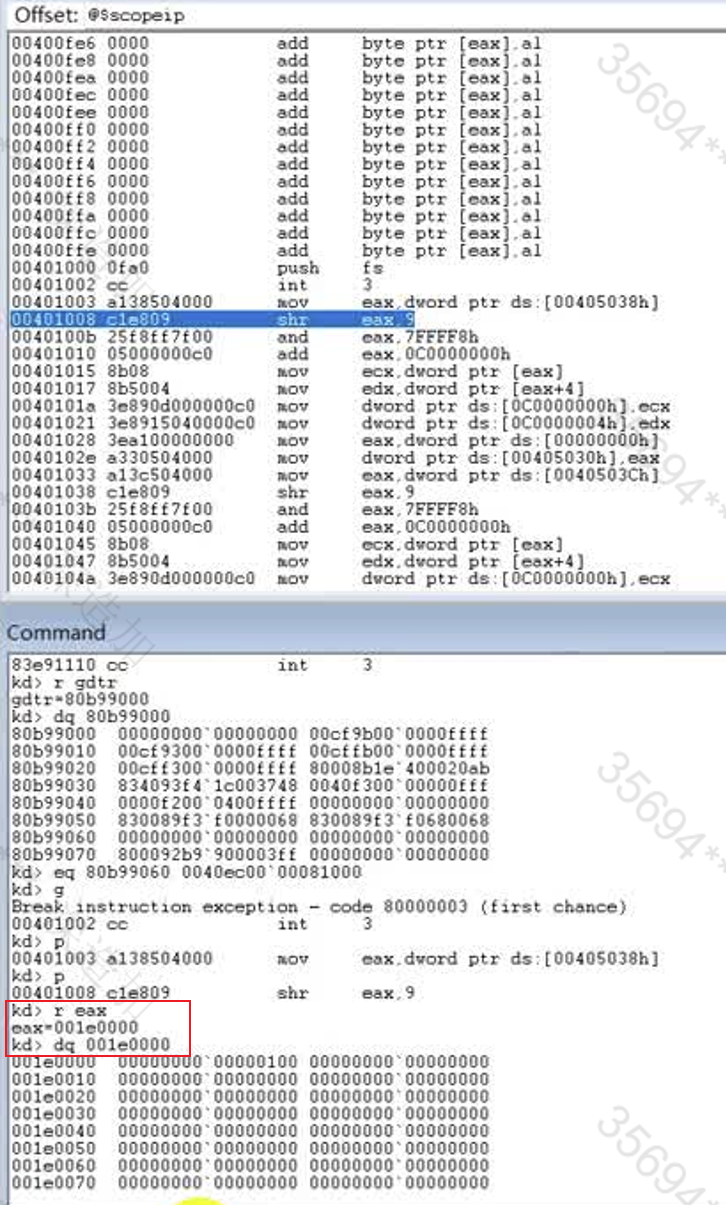 Offset: @$scopeip
00400fe6 0000 add byte ptr [eax],al
00400fe8 0000 add byte ptr [eax],al
00400fea 0000 add byte ptr [eax],al
00400fec 0000 add byte ptr [eax],al
00400fee 0000 add byte ptr [eax],al
00400ff0 0000 add byte ptr [eax],al
00400ff2 0000 add byte ptr [eax],al
00400ff4 0000 add byte ptr [eax],al
00400ff6 0000 add byte ptr [eax],al
00400ff8 0000 add byte ptr [eax],al
00400ffa 0000 add byte ptr [eax],al
00400ffc 0000 add byte ptr [eax],al
00400ffe 0000 add byte ptr [eax],al
00401000 0fa0 push fs
00401002 cc int 3
00401003 a138504000 mov eax,dword ptr ds:[00405038h]
00401008 c1e809 shr eax,9
0040100b 25f8ff7f00 and eax,7FFFF8h
00401010 05000000c0 add eax,0C0000000h
00401015 8b08 mov ecx,dword ptr [eax]
00401017 8b5004 mov edx,dword ptr [eax+4]
0040101a 3e890d000000c0 mov dword ptr ds:[0C0000000h],ecx
00401021 3e8915040000c0 mov dword ptr ds:[0C0000004h],edx
00401028 3ea100000000 mov eax,dword ptr ds:[00000000h]
0040102e a330504000 mov dword ptr ds:[00405030h],eax
00401033 a13c504000 mov eax,dword ptr ds:[0040503Ch]
00401038 c1e809 shr eax,9
0040103b 25f8ff7f00 and eax,7FFFF8h
00401040 05000000c0 add eax,0C0000000h
00401045 8b08 mov ecx,dword ptr [eax]
00401047 8b5004 mov edx,dword ptr [eax+4]
0040104a 3e890d000000c0 mov dword ptr ds:[0C0000000h],ecx
Command
83e91110 cc int 3
kd> r gdtr
gdtr=80b99000
kd> dq 80b99000
80b99000 00000000`00000000 00cf9b00`0000ffff
80b99010 00cf9300`0000ffff 00cffb00`0000ffff
80b99020 00cff300`0000ffff 80008b1e`400020ab
80b99030 834093f4`1c003748 0040f300`00000fff
80b99040 0000f200`0400ffff 00000000`00000000
80b99050 830089f3`f0000068 830089f3`f0680068
80b99060 00000000`00000000 00000000`00000000
80b99070 800092b9`900003ff 00000000`00000000
kd> eq 80b99060 0040ec00`00081000
kd> g
Break instruction exception - code 80000003 (first chance)
00401002 cc int 3
kd> p
00401003 a138504000 mov eax,dword ptr ds:[00405038h]
kd> p
00401008 c1e809 shr eax,9
kd> r eax
eax=001e0000
kd> dq 001e0000
001e0000 00000000`00000100 00000000`00000000
001e0010 00000000`00000000 00000000`00000000
001e0020 00000000`00000000 00000000`00000000
001e0030 00000000`00000000 00000000`00000000
001e0040 00000000`00000000 00000000`00000000
001e0050 00000000`00000000 00000000`00000000
001e0060 00000000`00000000 00000000`00000000
001e0070 00000000`00000000 00000000`00000000
35694**
35694**
35694**